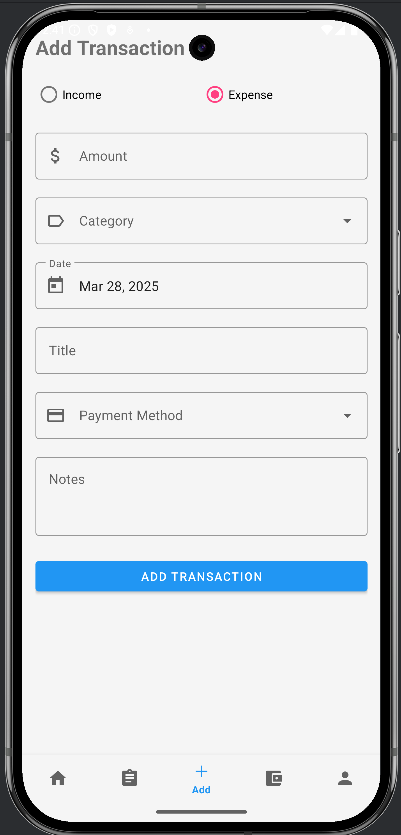 Add Transaction
Income
Expense
$ Amount
Category
Date
Mar 28, 2025
Title
Payment Method
Notes
ADD TRANSACTION
Add